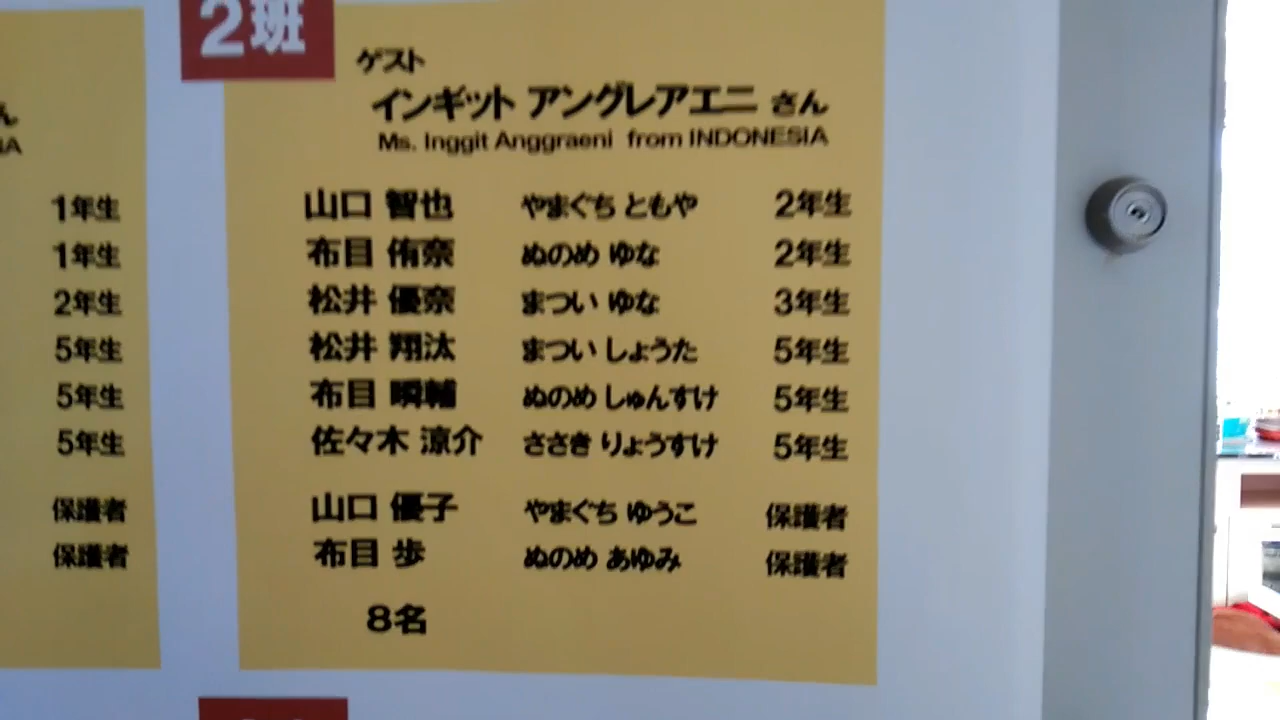 ん
IA
1年生
1年生
2年生
5年生
5年生
5年生
保護者
保護者
2班
ゲスト
インギット アングレアエニ さん
Ms. Inggit Anggraeni from INDONESIA
山口 智也 やまぐち ともや 2年生
布目 侑奈 ぬのめ ゆな 2年生
松井 優奈 まつい ゆな 3年生
松井 翔汰 まつい しょうた 5年生
布目 瞬輔 ぬのめ しゅんすけ 5年生
佐々木 涼介 ささき りょうすけ 5年生
山口 優子 やまぐち ゆうこ 保護者
布目 歩 ぬのめ あゆみ 保護者
8名